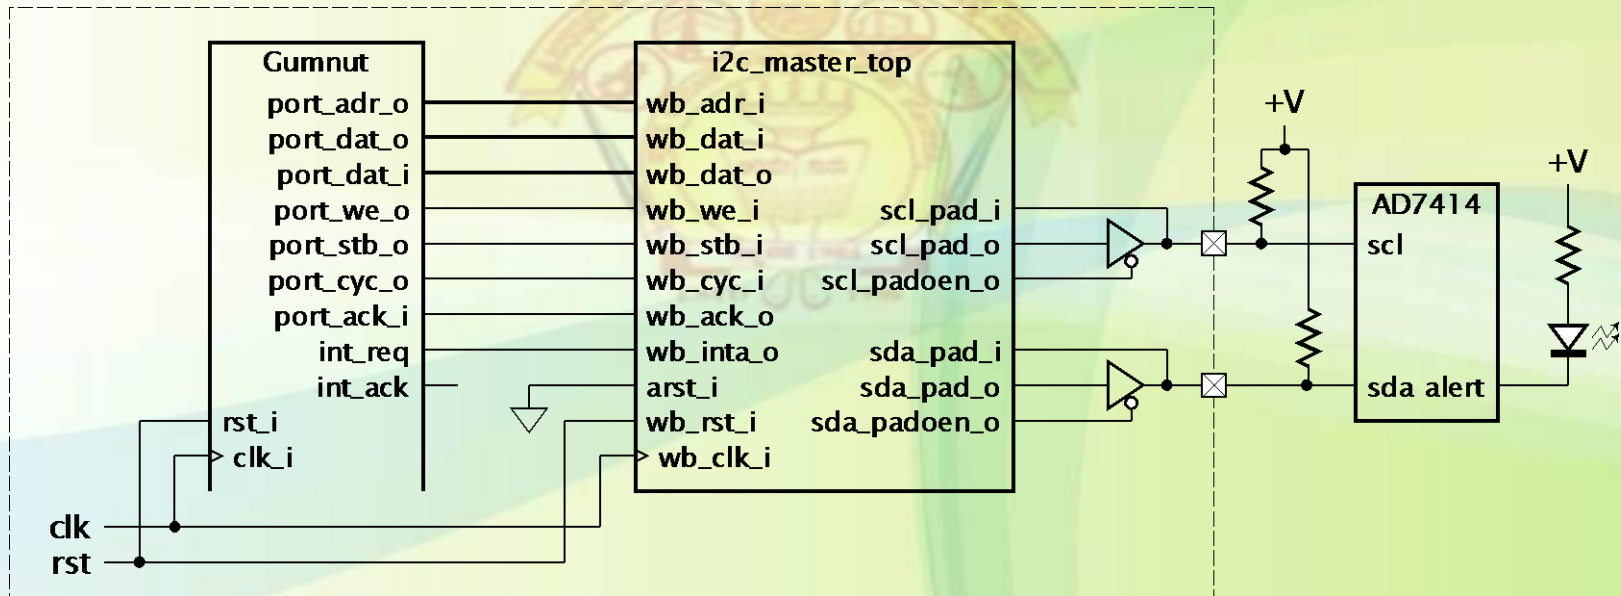 Gumnut
port_adr_o
port_dat_o
port_dat_i
port_we_o
port_stb_o
port_cyc_o
port_ack_i
int_req
int_ack
rst_i
clk_i
clk
rst
i2c_master_top
wb_adr_i
wb_dat_i
wb_dat_o
wb_we_i
wb_stb_i
wb_cyc_i
wb_ack_o
wb_inta_o
arst_i
wb_rst_i
wb_clk_i
scl_pad_i
scl_pad_o
scl_padoen_o
sda_pad_i
sda_pad_o
sda_padoen_o
+V
AD7414
scl
sda alert
+V